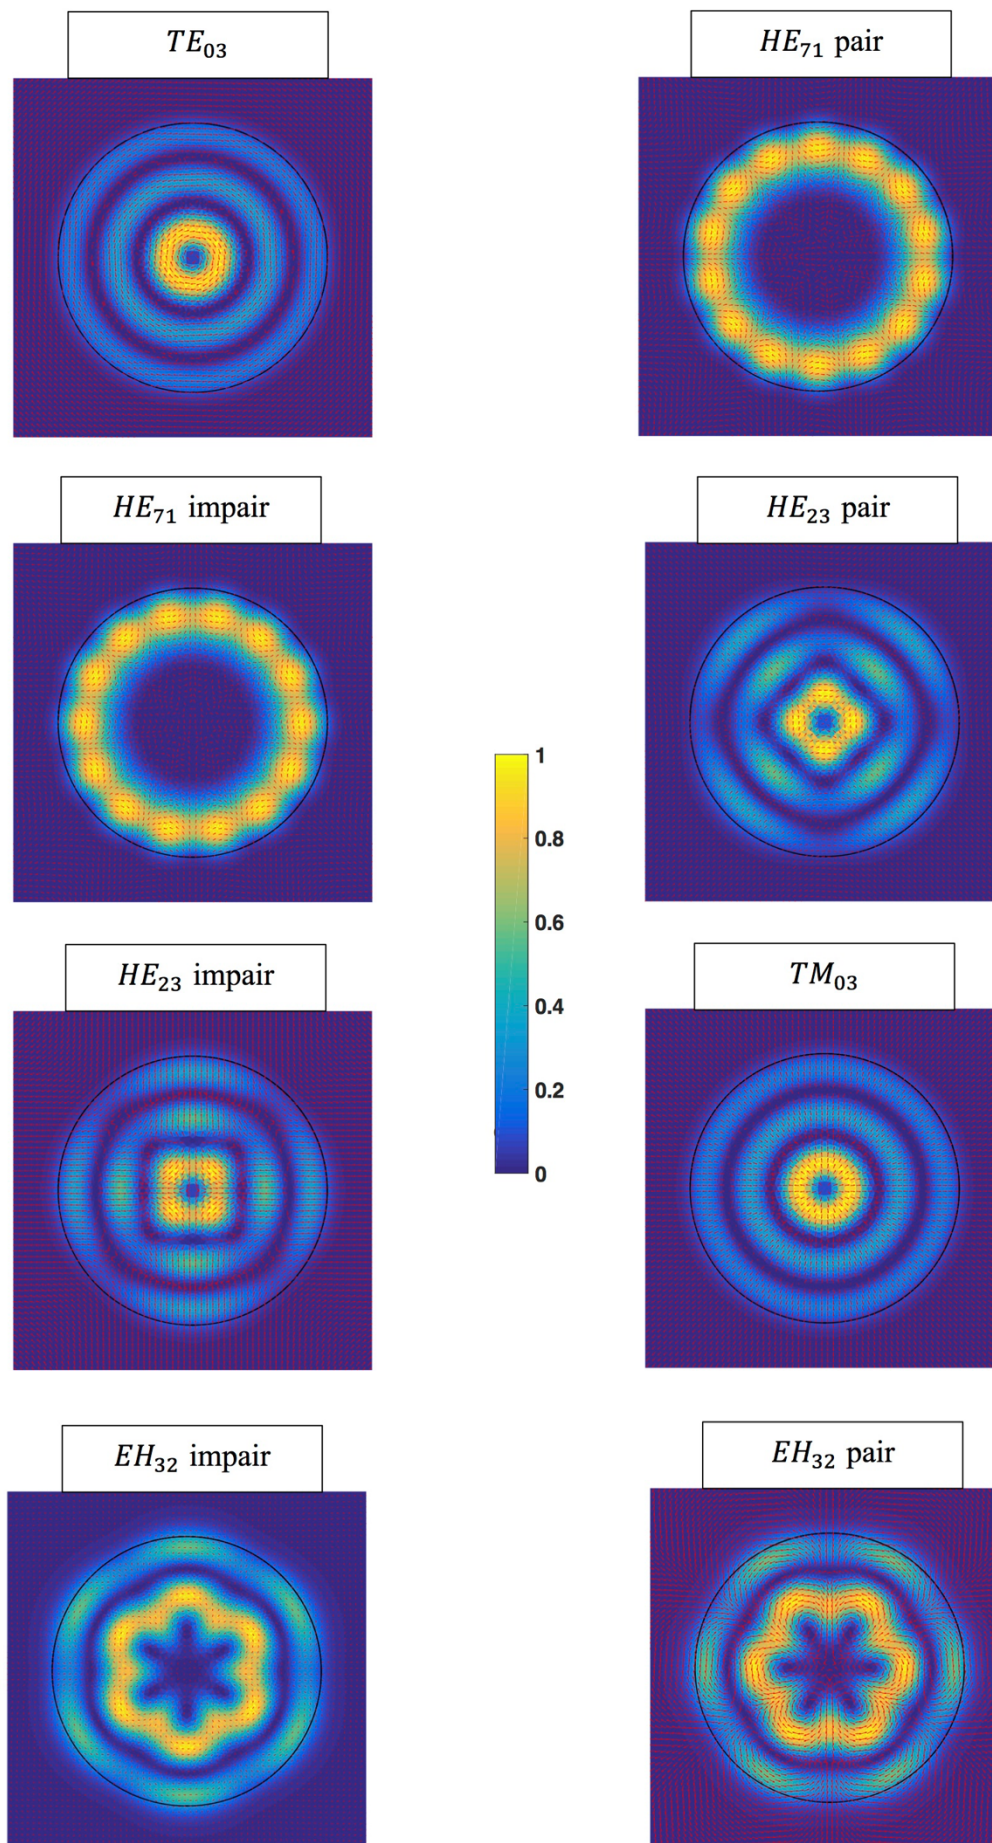 TE₀₃
HE₇₁ pair
HE₇₁ impair
HE₂₃ pair
1
0.8
0.6
0.4
0.2
0
HE₂₃ impair
TM₀₃
EH₃₂ impair
EH₃₂ pair